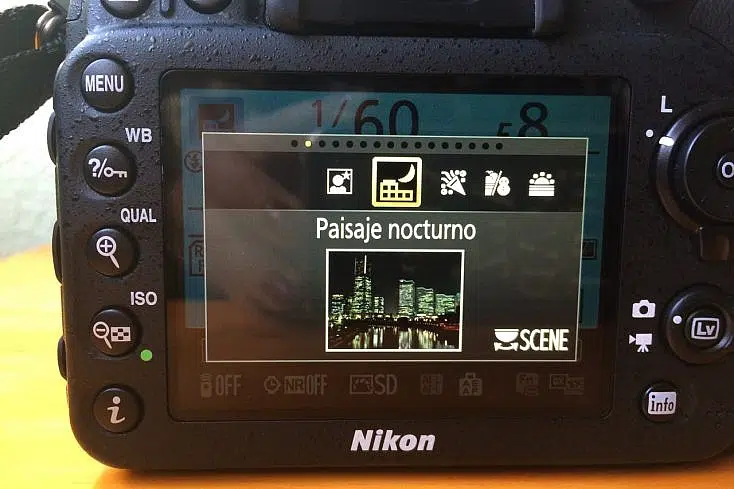 MENU
WB
QUAL
ISO
L
1/60 F8
Paisaje nocturno
SCENE
OFF NR OFF SD
Lv
info
i
Nikon